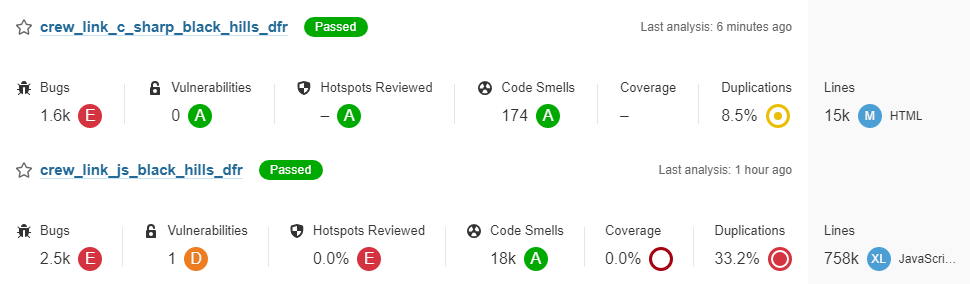 crew_link_c_sharp_black_hills_dfr Passed Last analysis: 6 minutes ago
Bugs Vulnerabilities Hotspots Reviewed Code Smells Coverage Duplications Lines
1.6k E 0 A – A 174 A – 8.5% 15k M HTML
crew_link_js_black_hills_dfr Passed Last analysis: 1 hour ago
Bugs Vulnerabilities Hotspots Reviewed Code Smells Coverage Duplications Lines
2.5k E 1 D 0.0% E 18k A 0.0% 33.2% 758k XL JavaScri...